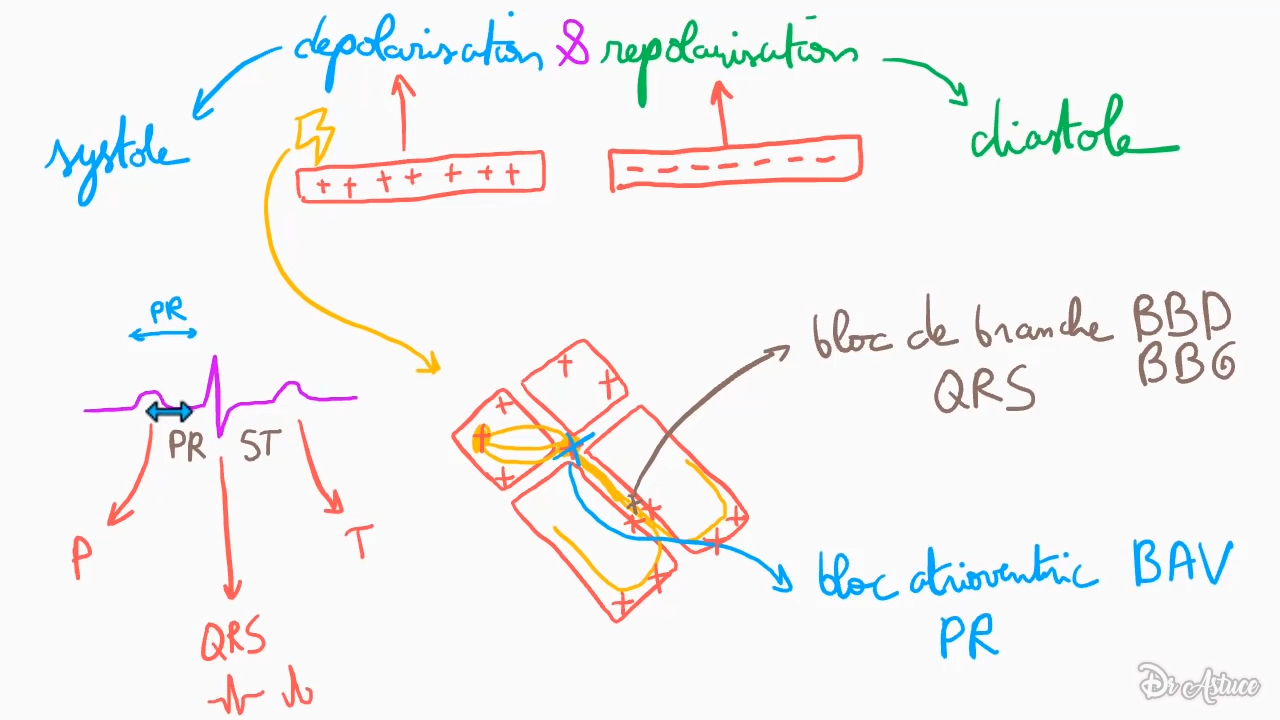 depolarisation & repolarisation
systole
diastole
+ + + + + + +
- - - - - - - -
PR
PR ST
P
QRS
T
bloc de branche BBD
BBG
QRS
bloc atrioventric BAV
PR
Dr Astuce